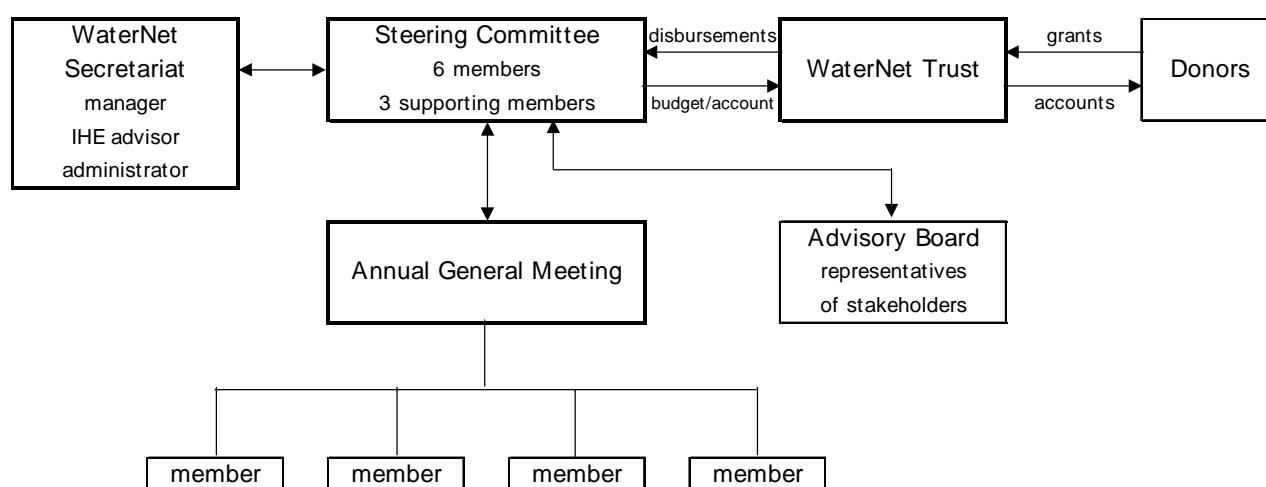 WaterNet
Secretariat
manager
IHE advisor
administrator
Steering Committee
6 members
3 supporting members
disbursements
budget/account
WaterNet Trust
grants
accounts
Donors
Annual General Meeting
Advisory Board
representatives
of stakeholders
member
member
member
member